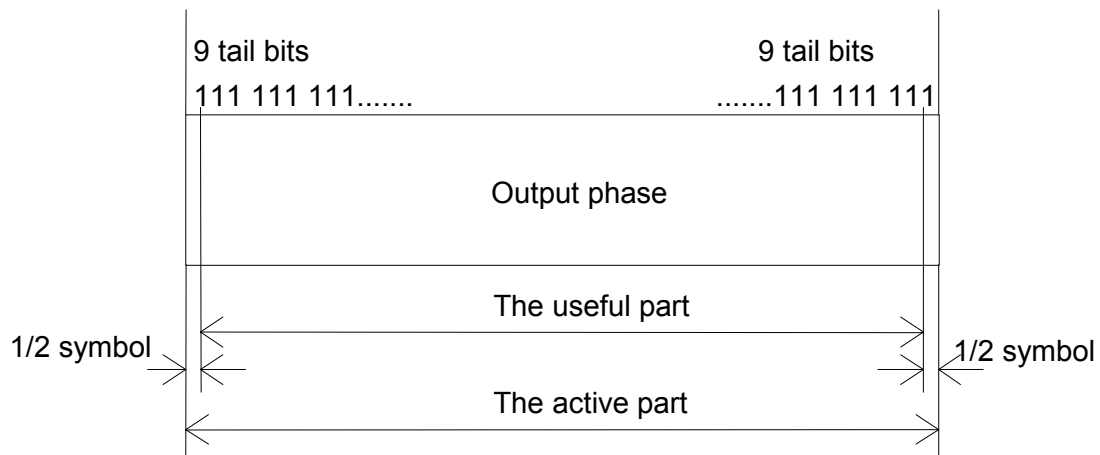 9 tail bits 9 tail bits
111 111 111....... .......111 111 111
Output phase
The useful part
1/2 symbol 1/2 symbol
The active part